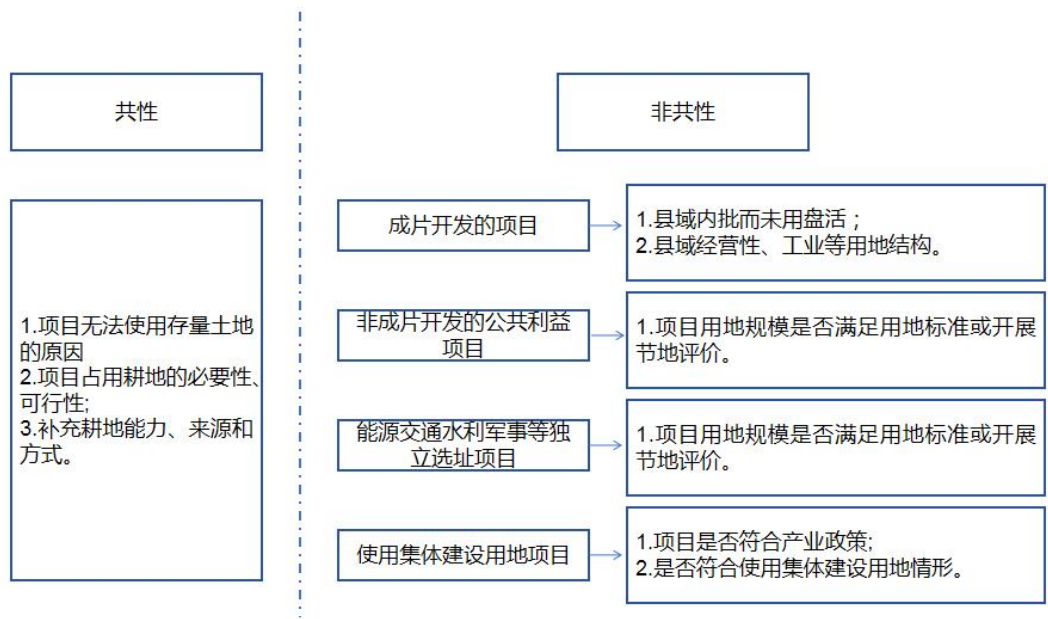 共性
非共性
1.项目无法使用存量土地
的原因
2.项目占用耕地的必要性、
可行性;
3.补充耕地能力、来源和
方式。
成片开发的项目
1.县域内批而未用盘活；
2.县域经营性、工业等用地结构。
非成片开发的公共利益
项目
1.项目用地规模是否满足用地标准或开展
节地评价。
能源交通水利军事等独
立选址项目
1.项目用地规模是否满足用地标准或开展
节地评价。
使用集体建设用地项目
1.项目是否符合产业政策;
2.是否符合使用集体建设用地情形。